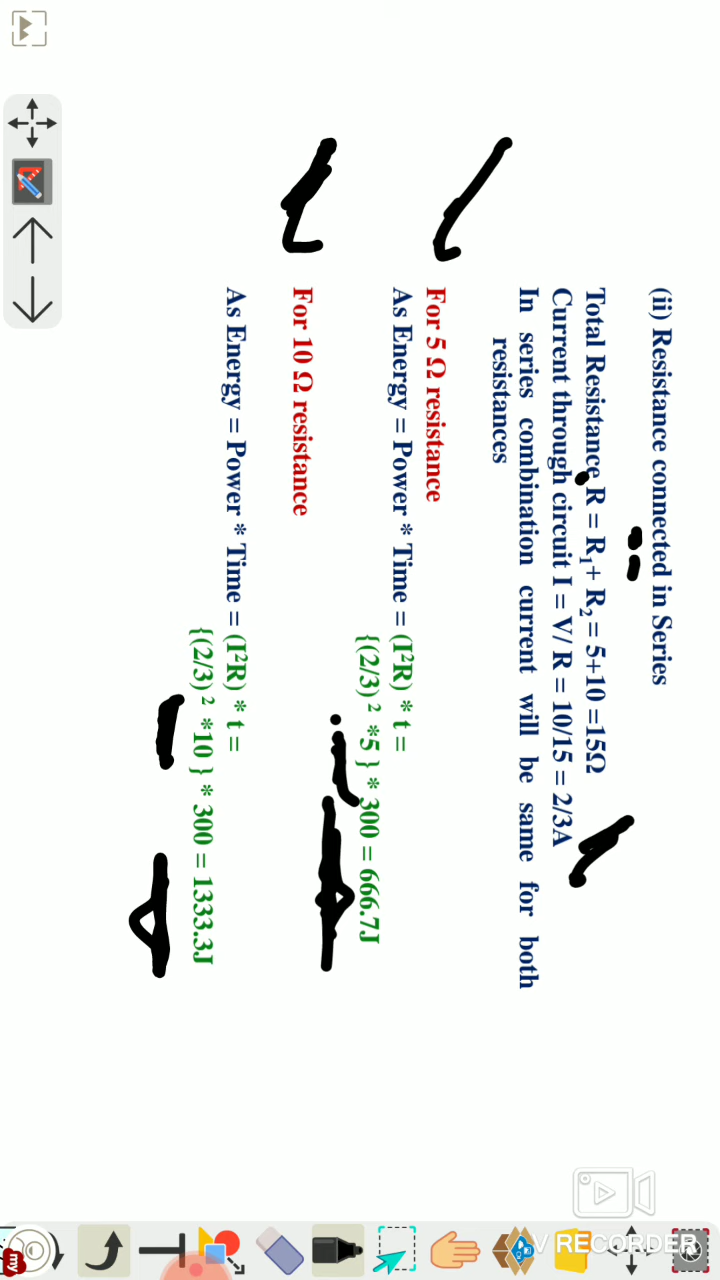 (ii) Resistance connected in Series
Total Resistance R = R₁+ R₂ = 5+10 =15Ω
Current through circuit I = V/ R = 10/15 = 2/3A
In series combination current will be same for both
resistances
For 5 Ω resistance
As Energy = Power * Time = (I²R) * t =
{(2/3) ² *5 } * 300 = 666.7J
For 10 Ω resistance
As Energy = Power * Time = (I²R) * t =
{(2/3) ² *10 } * 300 = 1333.3J
V RECORDER
my